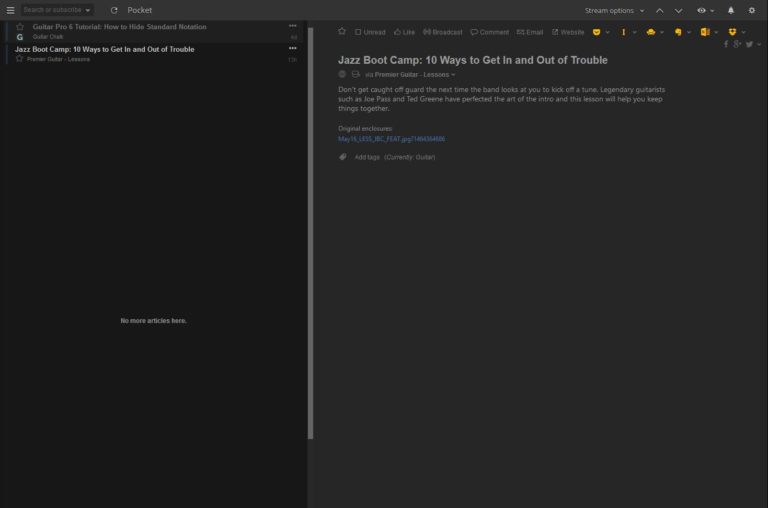 Search or subscribe
Pocket
Stream options
Guitar Pro 6 Tutorial: How to Hide Standard Notation
G Guitar Chalk
4d
Jazz Boot Camp: 10 Ways to Get In and Out of Trouble
Premier Guitar - Lessons
13h
No more articles here.
Unread Like Broadcast Comment Email Website
Jazz Boot Camp: 10 Ways to Get In and Out of Trouble
via Premier Guitar - Lessons
Don't get caught off guard the next time the band looks at you to kick off a tune. Legendary guitarists
such as Joe Pass and Ted Greene have perfected the art of the intro and this lesson will help you keep
things together.
Original enclosures:
May16_LESS_JBC_FEAT.jpg?1464364686
Add tags (Currently: Guitar)